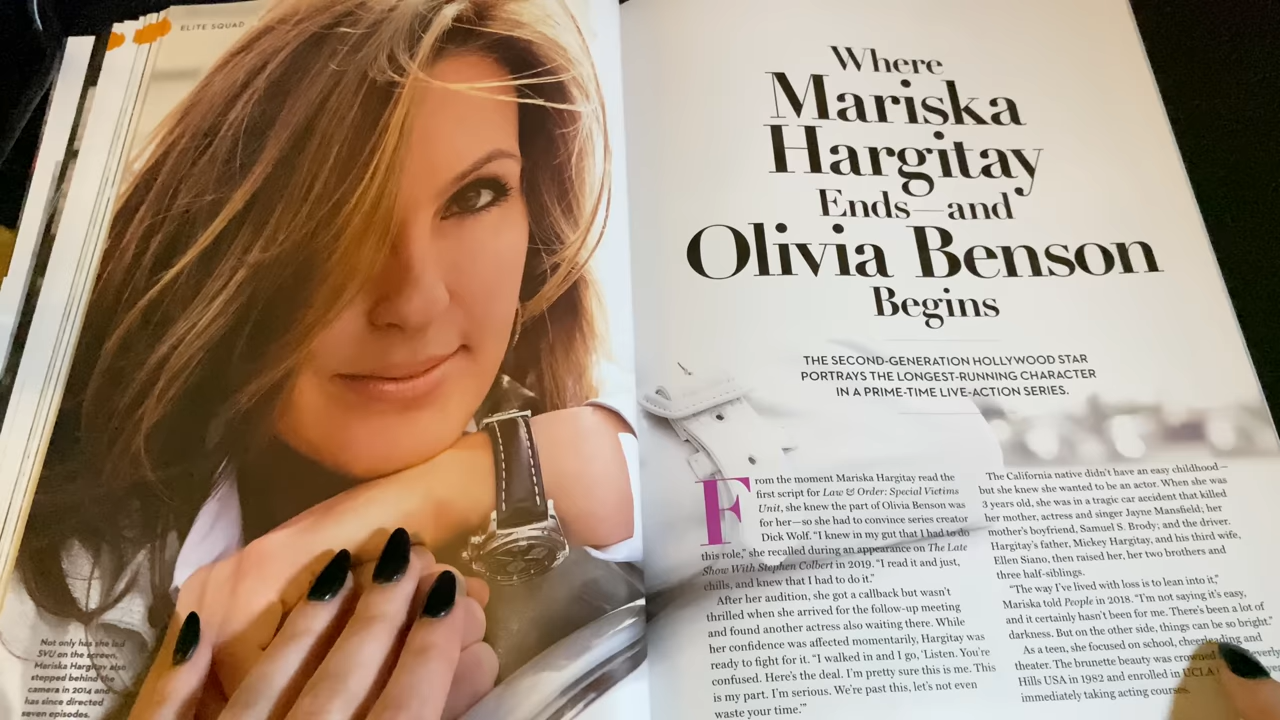 ELITE SQUAD
Not only has she led
SVU on the screen,
Mariska Hargitay also
stepped behind the
camera in 2014 and
has since directed
seven episodes.
Where
Mariska
Hargitay
Ends—and
Olivia Benson
Begins
THE SECOND-GENERATION HOLLYWOOD STAR
PORTRAYS THE LONGEST-RUNNING CHARACTER
IN A PRIME-TIME LIVE-ACTION SERIES.
From the moment Mariska Hargitay read the
first script for Law & Order: Special Victims
Unit, she knew the part of Olivia Benson was
for her—so she had to convince series creator
Dick Wolf. “I knew in my gut that I had to do
this role,” she recalled during an appearance on The Late
Show With Stephen Colbert in 2019. “I read it and just,
chills, and knew that I had to do it.”
After her audition, she got a callback but wasn’t
thrilled when she arrived for the follow-up meeting
and found another actress also waiting there. While
her confidence was affected momentarily, Hargitay was
ready to fight for it. “I walked in and I go, ‘Listen. You’re
confused. Here’s the deal. I’m pretty sure this is me. This
is my part. I’m serious. We’re past this, let’s not even
waste your time.’”
The California native didn’t have an easy childhood—
but she knew she wanted to be an actor. When she was
3 years old, she was in a tragic car accident that killed
her mother, actress and singer Jayne Mansfield; her
mother’s boyfriend, Samuel S. Brody; and the driver.
Hargitay’s father, Mickey Hargitay, and his third wife,
Ellen Siano, then raised her, her two brothers and
three half-siblings.
“The way I’ve lived with loss is to lean into it,”
Mariska told People in 2018. “I’m not saying it’s easy,
and it certainly hasn’t been for me. There’s been a lot of
darkness. But on the other side, things can be so bright.”
As a teen, she focused on school, cheerleading and
theater. The brunette beauty was crowned
Hills USA in 1982 and enrolled in UCLA
immediately taking acting courses.